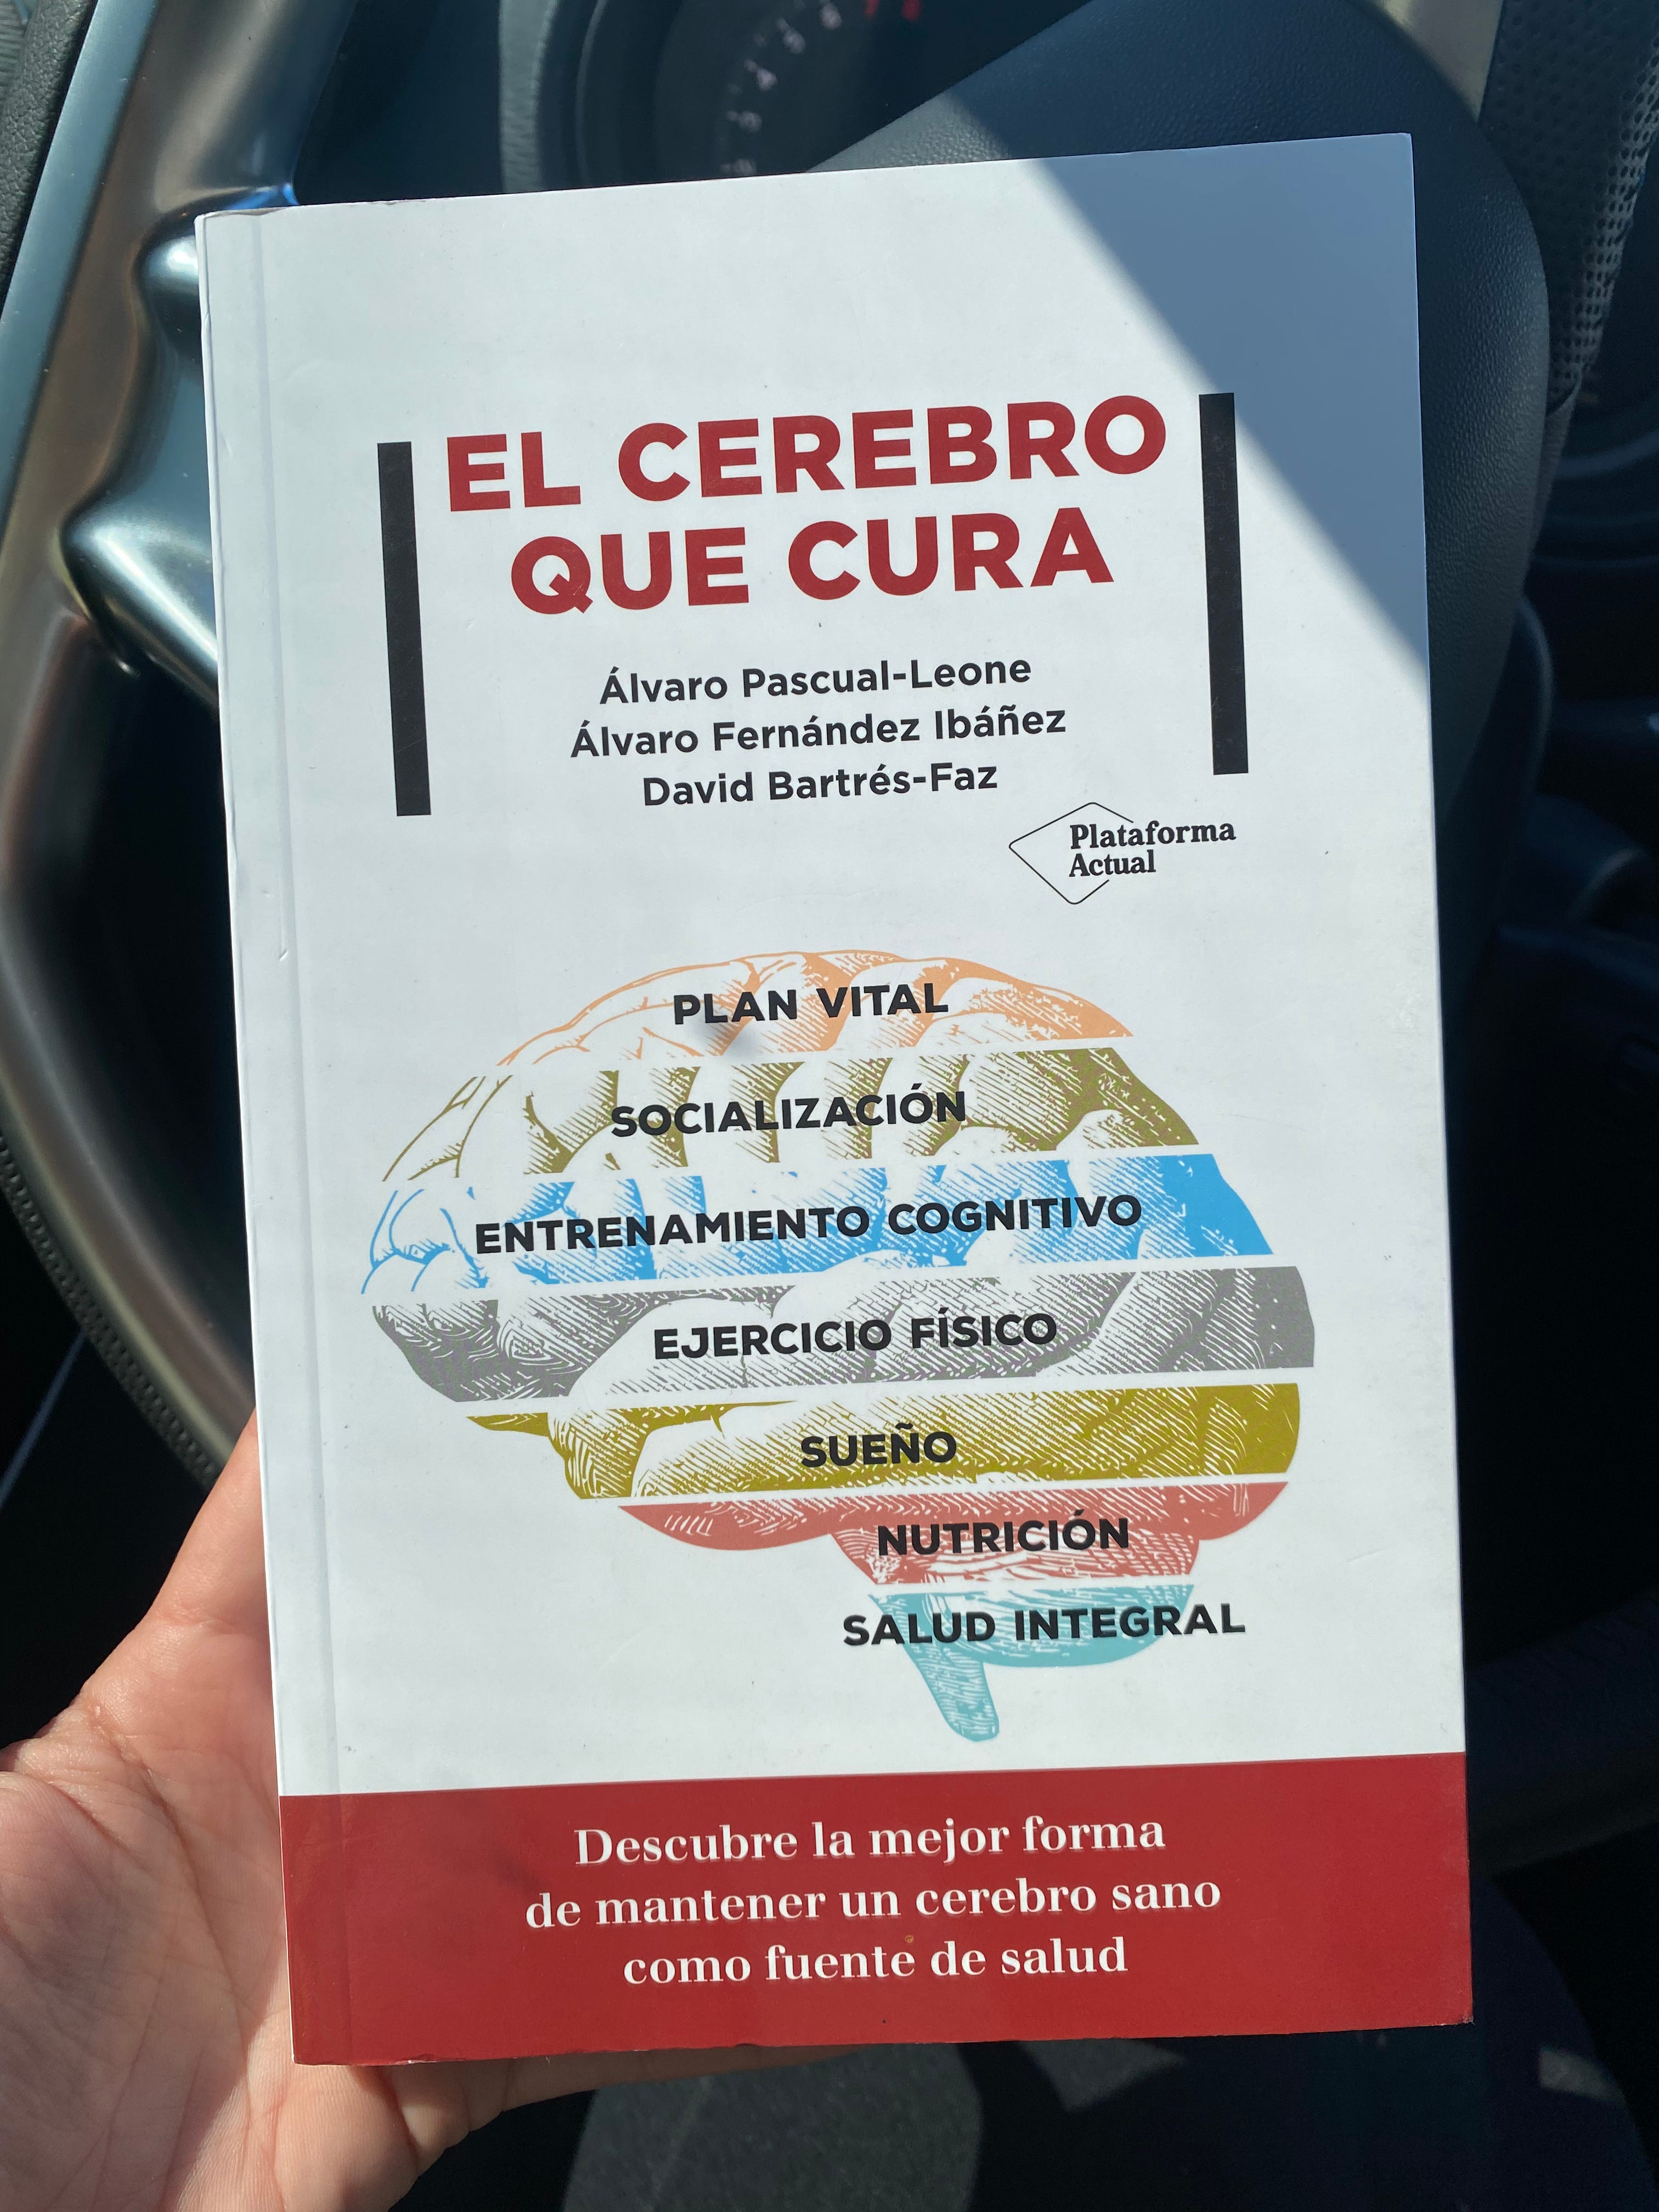 EL CEREBRO
QUE CURA
Álvaro Pascual-Leone
Álvaro Fernández Ibáñez
David Bartrés-Faz
Plataforma
Actual
PLAN VITAL
SOCIALIZACIÓN
ENTRENAMIENTO COGNITIVO
EJERCICIO FÍSICO
SUEÑO
NUTRICIÓN
SALUD INTEGRAL
Descubre la mejor forma
de mantener un cerebro sano
como fuente de salud